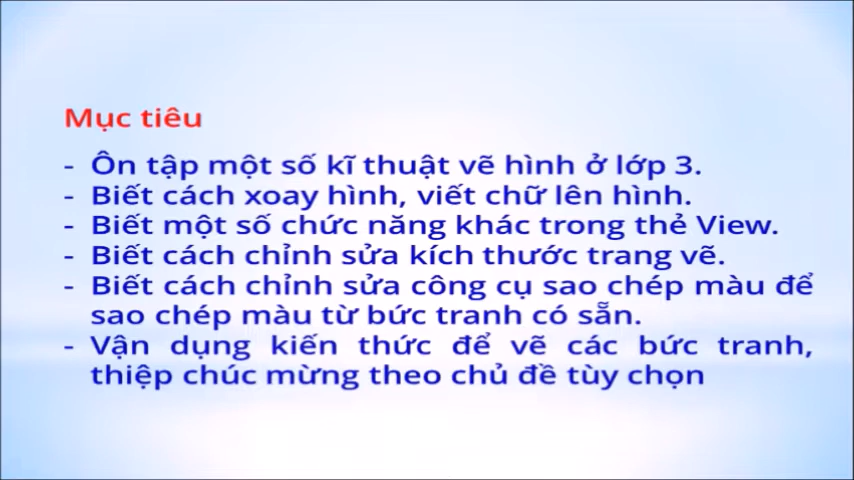 Mục tiêu
- Ôn tập một số kĩ thuật vẽ hình ở lớp 3.
- Biết cách xoay hình, viết chữ lên hình.
- Biết một số chức năng khác trong thẻ View.
- Biết cách chỉnh sửa kích thước trang vẽ.
- Biết cách chỉnh sửa công cụ sao chép màu để
sao chép màu từ bức tranh có sẵn.
- Vận dụng kiến thức để vẽ các bức tranh,
thiệp chúc mừng theo chủ đề tùy chọn